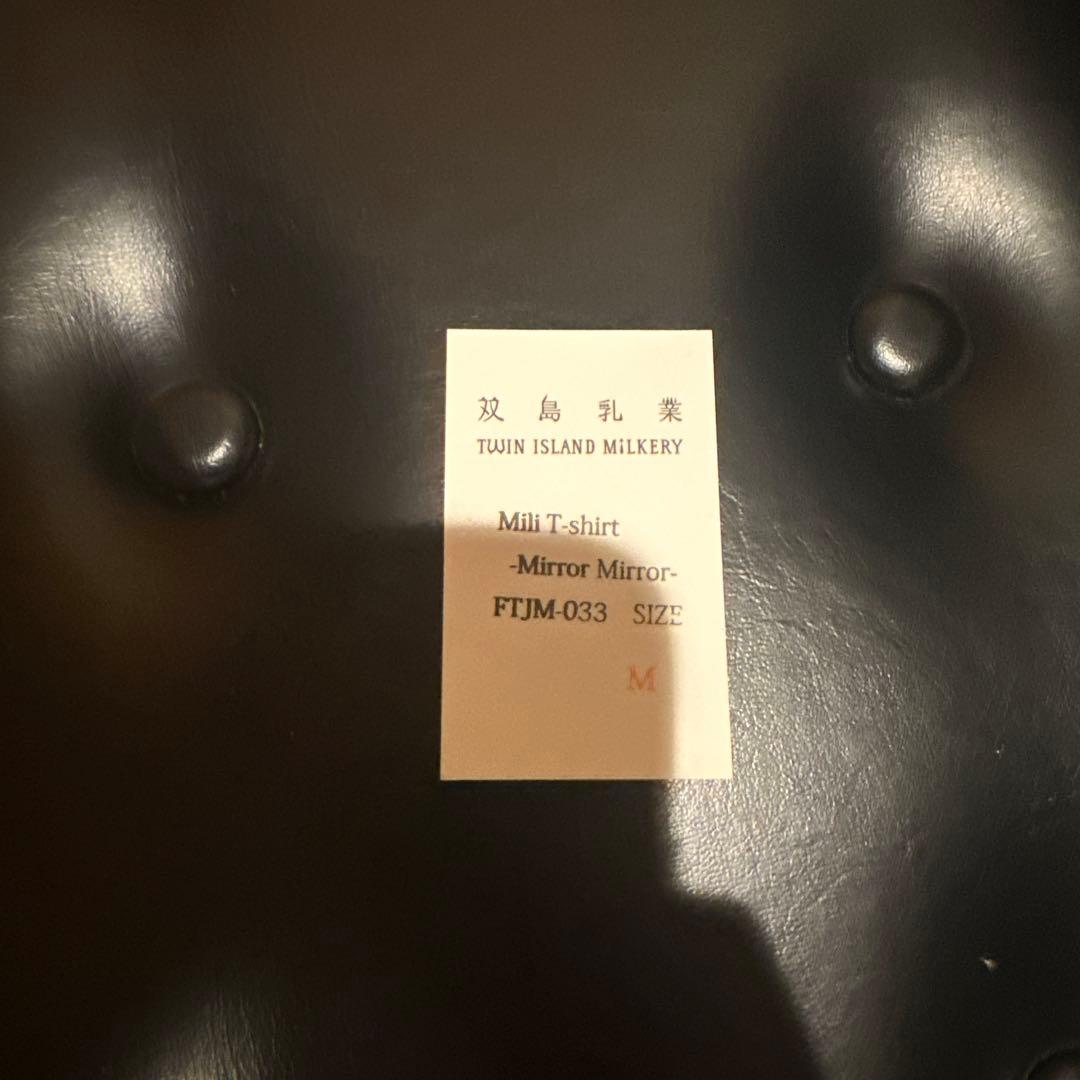 双島乳業
TWIN ISLAND MiLKERY
Mili T-shirt
-Mirror Mirror-
FTJM-033 SIZE
M